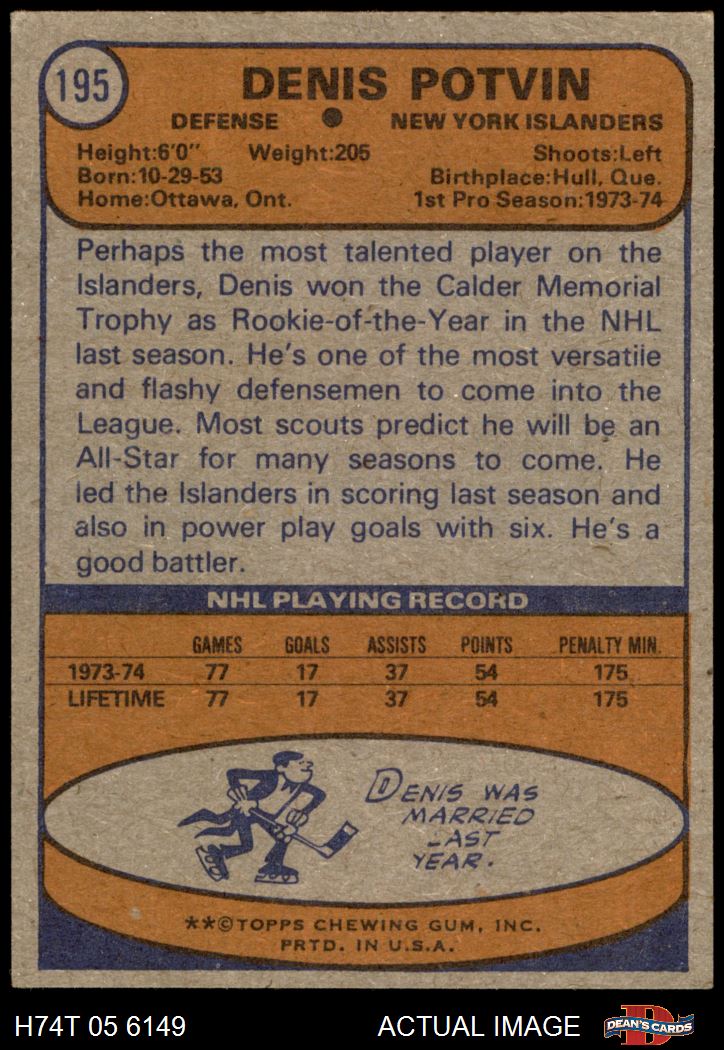 195
DENIS POTVIN
DEFENSE ● NEW YORK ISLANDERS
Height:6'0" Weight:205 Shoots:Left
Born:10-29-53 Birthplace:Hull, Que.
Home:Ottawa, Ont. 1st Pro Season:1973-74
Perhaps the most talented player on the
Islanders, Denis won the Calder Memorial
Trophy as Rookie-of-the-Year in the NHL
last season. He's one of the most versatile
and flashy defensemen to come into the
League. Most scouts predict he will be an
All-Star for many seasons to come. He
led the Islanders in scoring last season and
also in power play goals with six. He's a
good battler.
NHL PLAYING RECORD
GAMES GOALS ASSISTS POINTS PENALTY MIN.
1973-74 77 17 37 54 175
LIFETIME 77 17 37 54 175
DENIS WAS
MARRIED
LAST
YEAR.
**©TOPPS CHEWING GUM, INC.
PRTD. IN U.S.A.
H74T 05 6149 ACTUAL IMAGE D DEAN'S CARDS